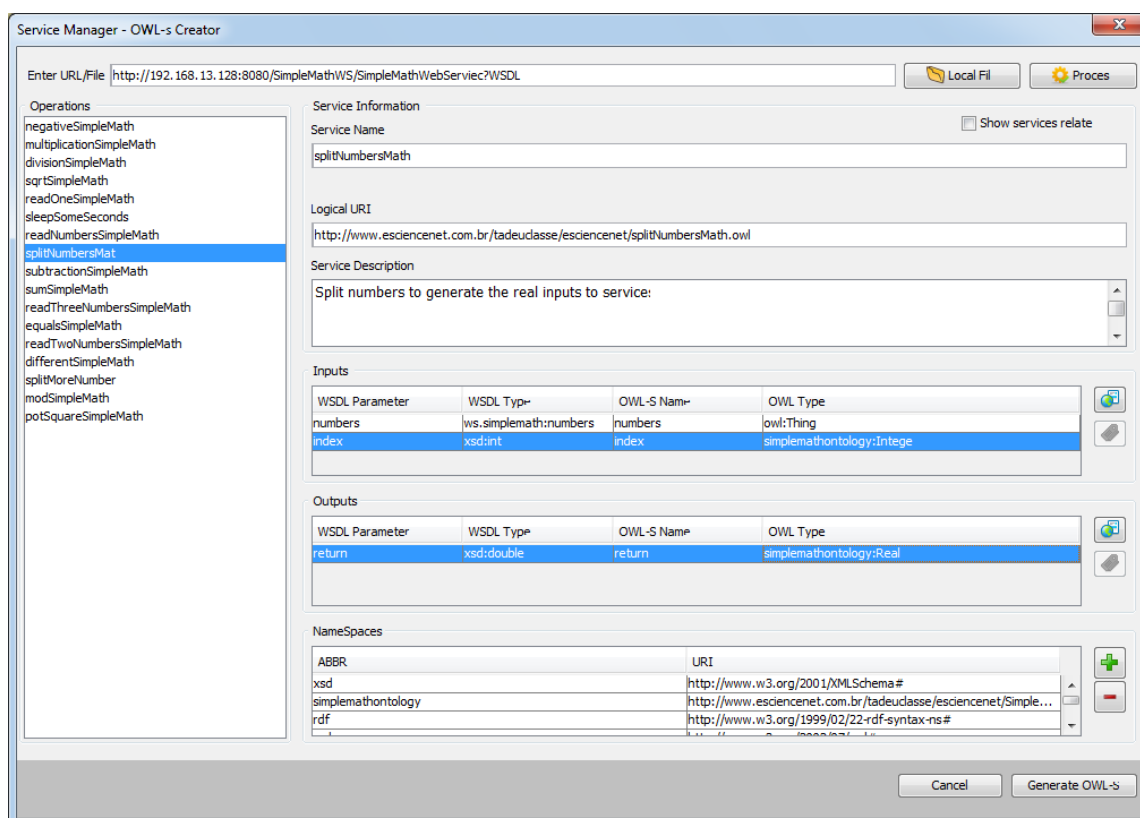 Service Manager - OWL-s Creator
Enter URL/File http://192.168.13.128:8080/SimpleMathWS/SimpleMathWebServiec?WSDL Local Fil Proces
Operations
negativeSimpleMath
multiplicationSimpleMath
divisionSimpleMath
sqrtSimpleMath
readOneSimpleMath
sleepSomeSeconds
readNumbersSimpleMath
splitNumbersMat
subtractionSimpleMath
sumSimpleMath
readThreeNumbersSimpleMath
equalsSimpleMath
readTwoNumbersSimpleMath
differentSimpleMath
splitMoreNumber
modSimpleMath
potSquareSimpleMath
Service Information
Show services relate
Service Name
splitNumbersMath
Logical URI
http://www.esciencenet.com.br/tadeuclasse/esciencenet/splitNumbersMath.owl
Service Description
Split numbers to generate the real inputs to service:
Inputs
WSDL Parameter WSDL Type OWL-S Name OWL Type
numbers ws.simplemath:numbers numbers owl:Thing
index xsd:int index simplemathontology:Intege
Outputs
WSDL Parameter WSDL Type OWL-S Name OWL Type
return xsd:double return simplemathontology:Real
NameSpaces
ABBR URI
xsd http://www.w3.org/2001/XMLSchema#
simplemathontology http://www.esciencenet.com.br/tadeuclasse/esciencenet/Simple...
rdf http://www.w3.org/1999/02/22-rdf-syntax-ns#
Cancel Generate OWL-S